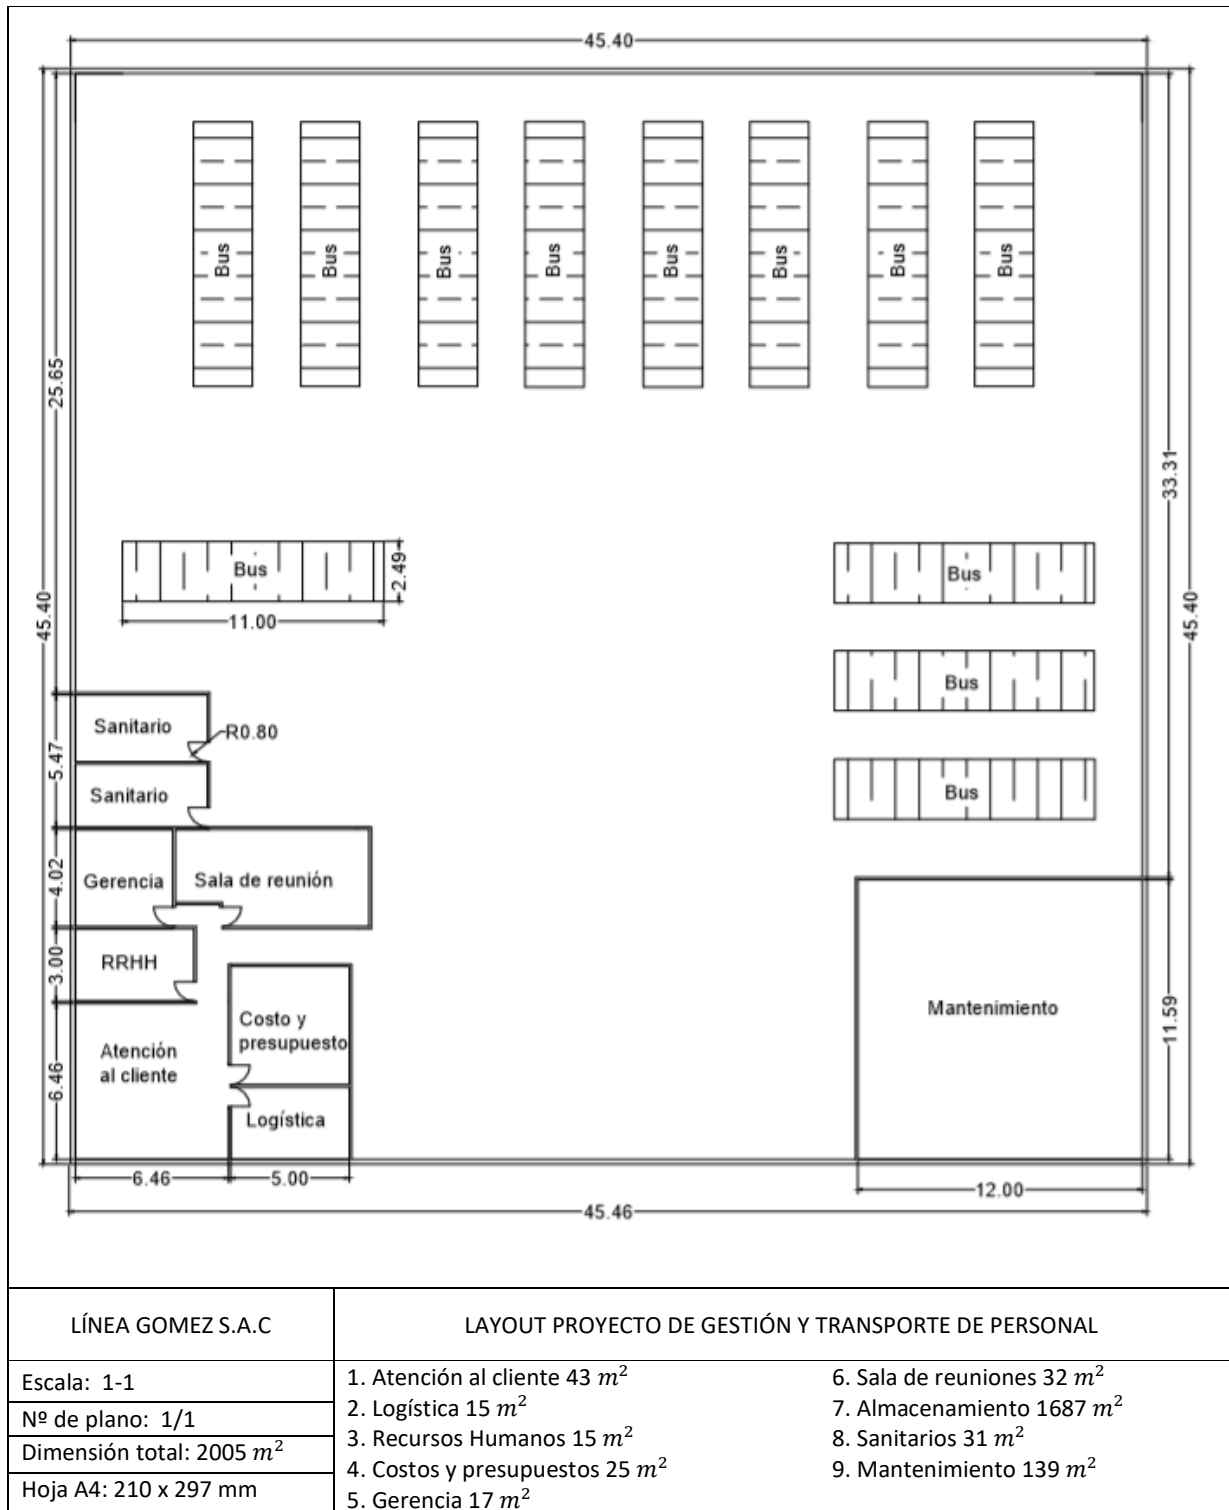 45.40
Bus
Bus
Bus
Bus
Bus
Bus
Bus
Bus
25.65
33.31
45.40
45.40
Bus
2.49
11.00
Bus
Bus
Bus
Sanitario
R0.80
5.47
Sanitario
4.02
Gerencia
Sala de reunión
3.00
RRHH
Costo y
presupuesto
Atención
al cliente
6.46
Logística
Mantenimiento
11.59
6.46
5.00
12.00
45.46
LÍNEA GOMEZ S.A.C
LAYOUT PROYECTO DE GESTIÓN Y TRANSPORTE DE PERSONAL
Escala: 1-1
Nº de plano: 1/1
Dimensión total: 2005 m²
Hoja A4: 210 x 297 mm
1. Atención al cliente 43 m²
2. Logística 15 m²
3. Recursos Humanos 15 m²
4. Costos y presupuestos 25 m²
5. Gerencia 17 m²
6. Sala de reuniones 32 m²
7. Almacenamiento 1687 m²
8. Sanitarios 31 m²
9. Mantenimiento 139 m²